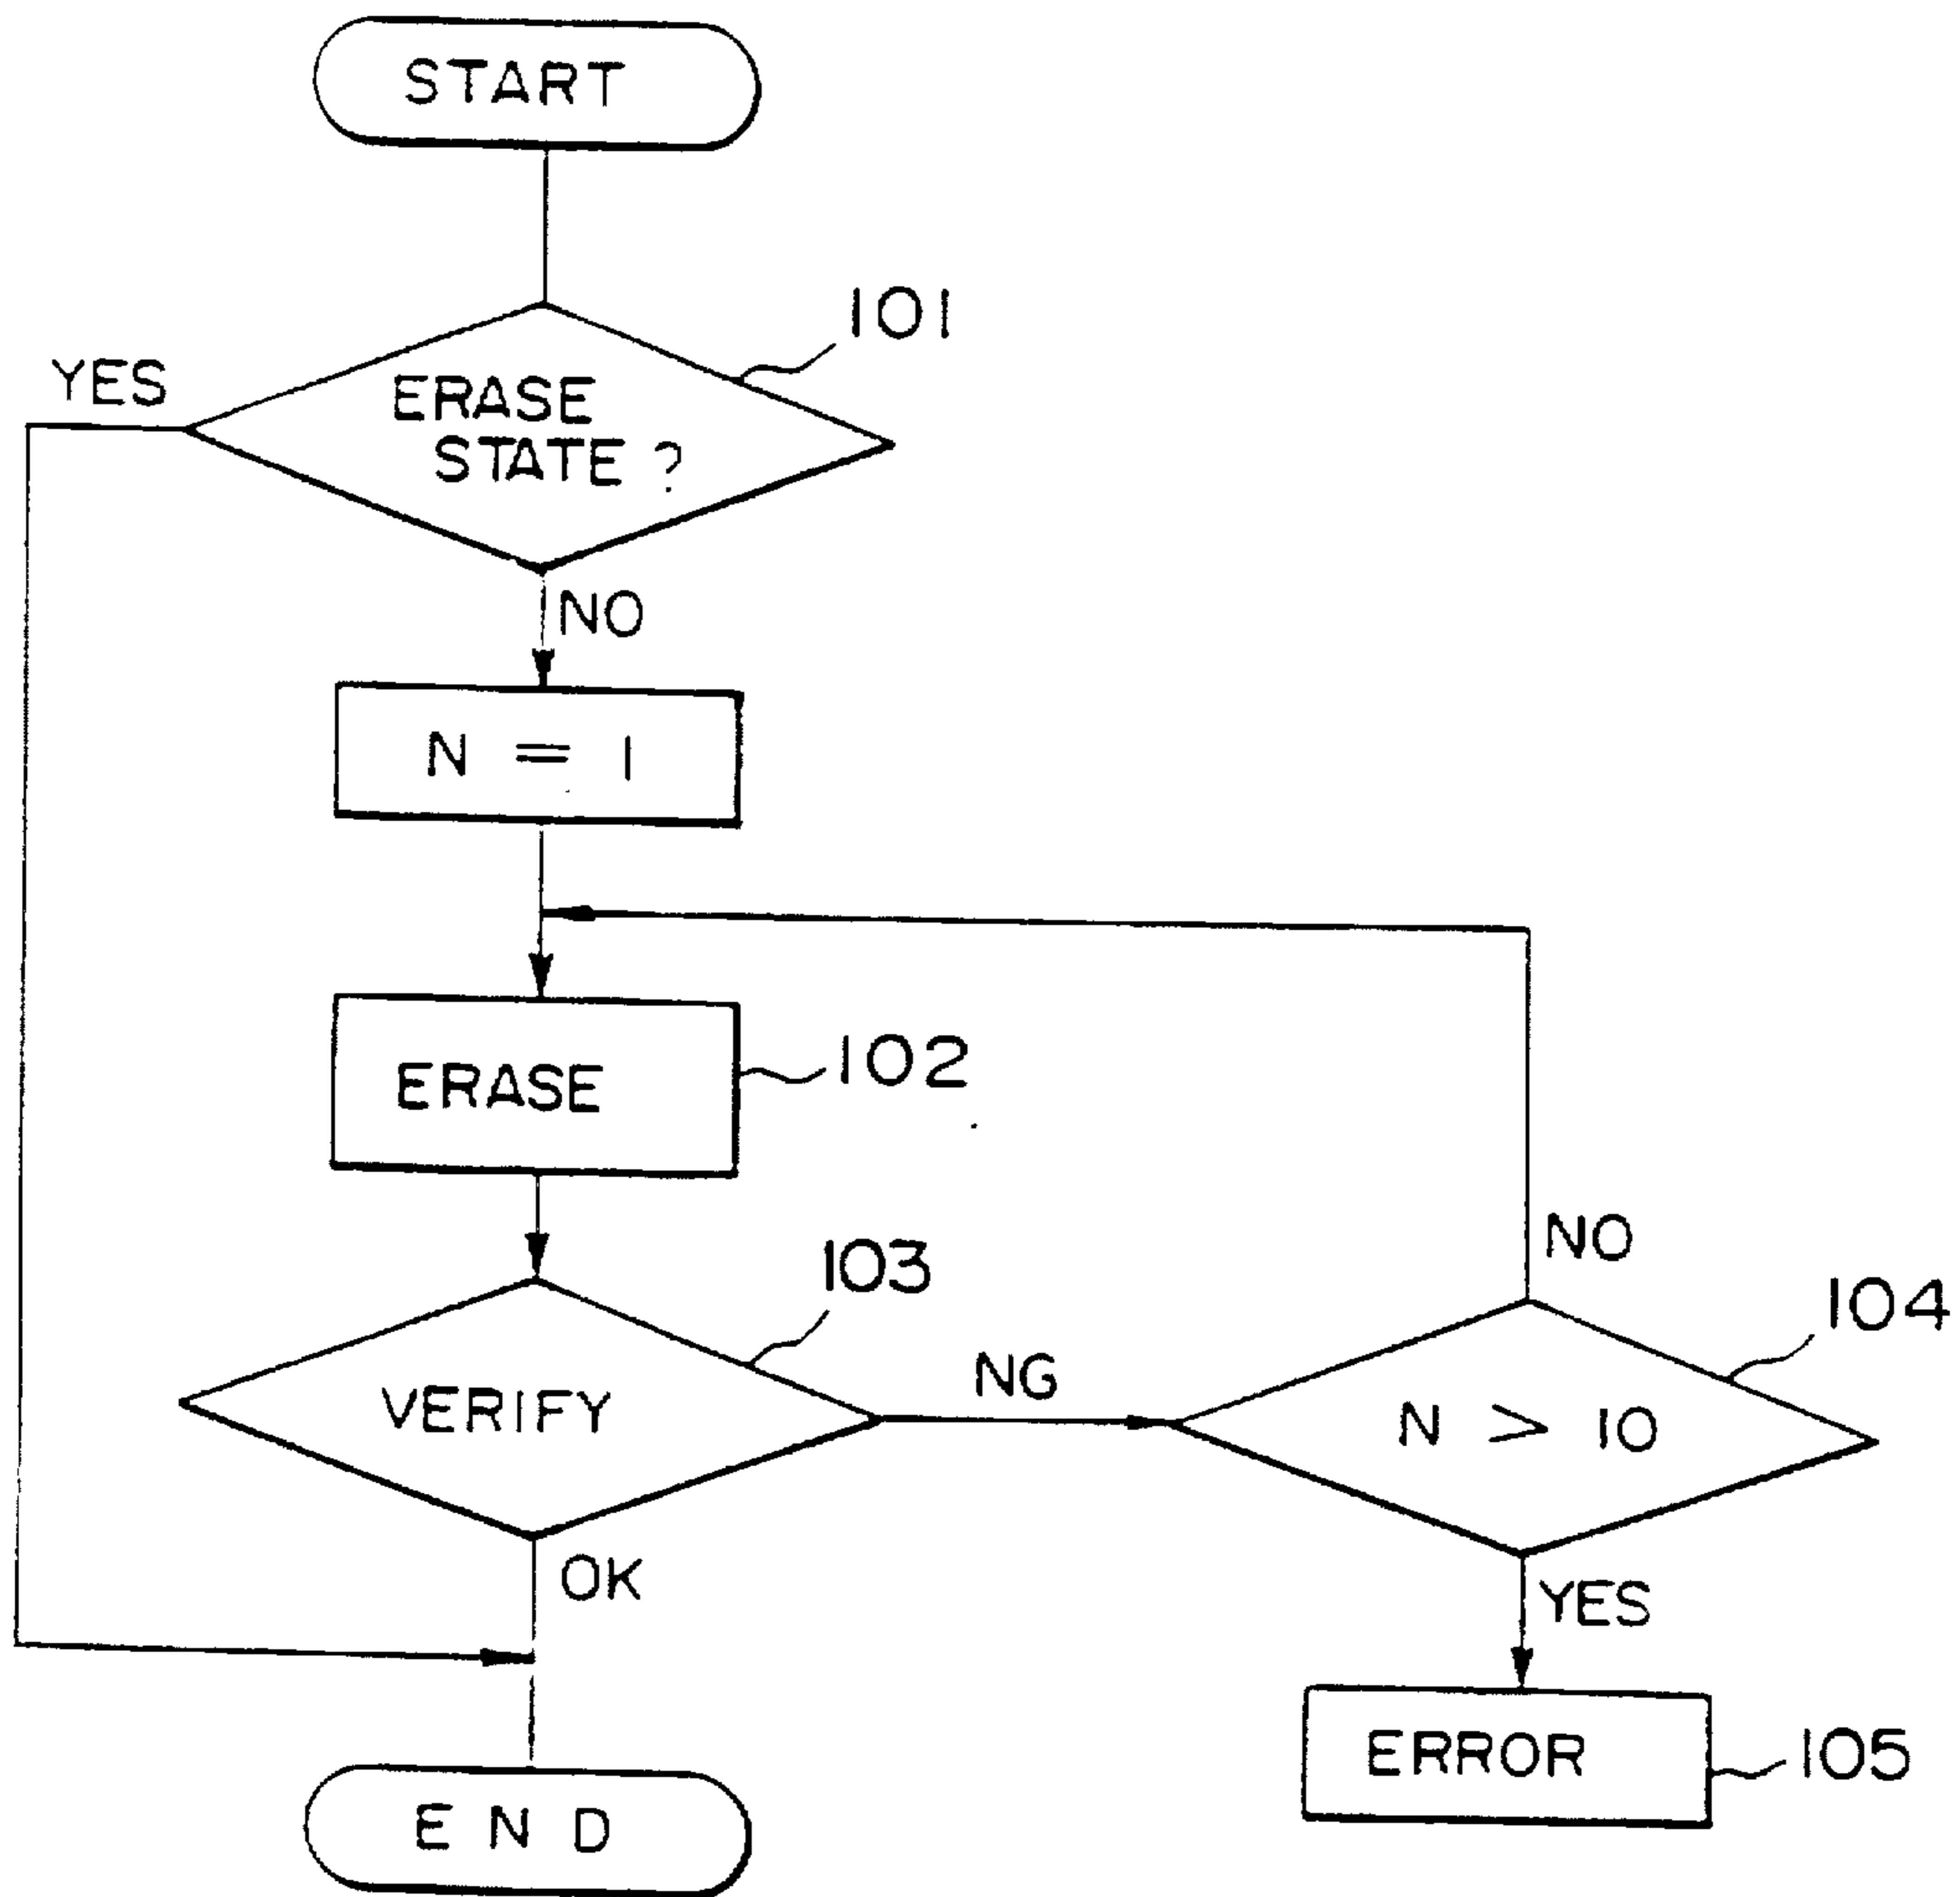 START
101
YES
ERASE
STATE ?
NO
N = 1
ERASE
102
103
VERIFY
NG
NO
104
N > 10
OK
YES
ERROR
105
END